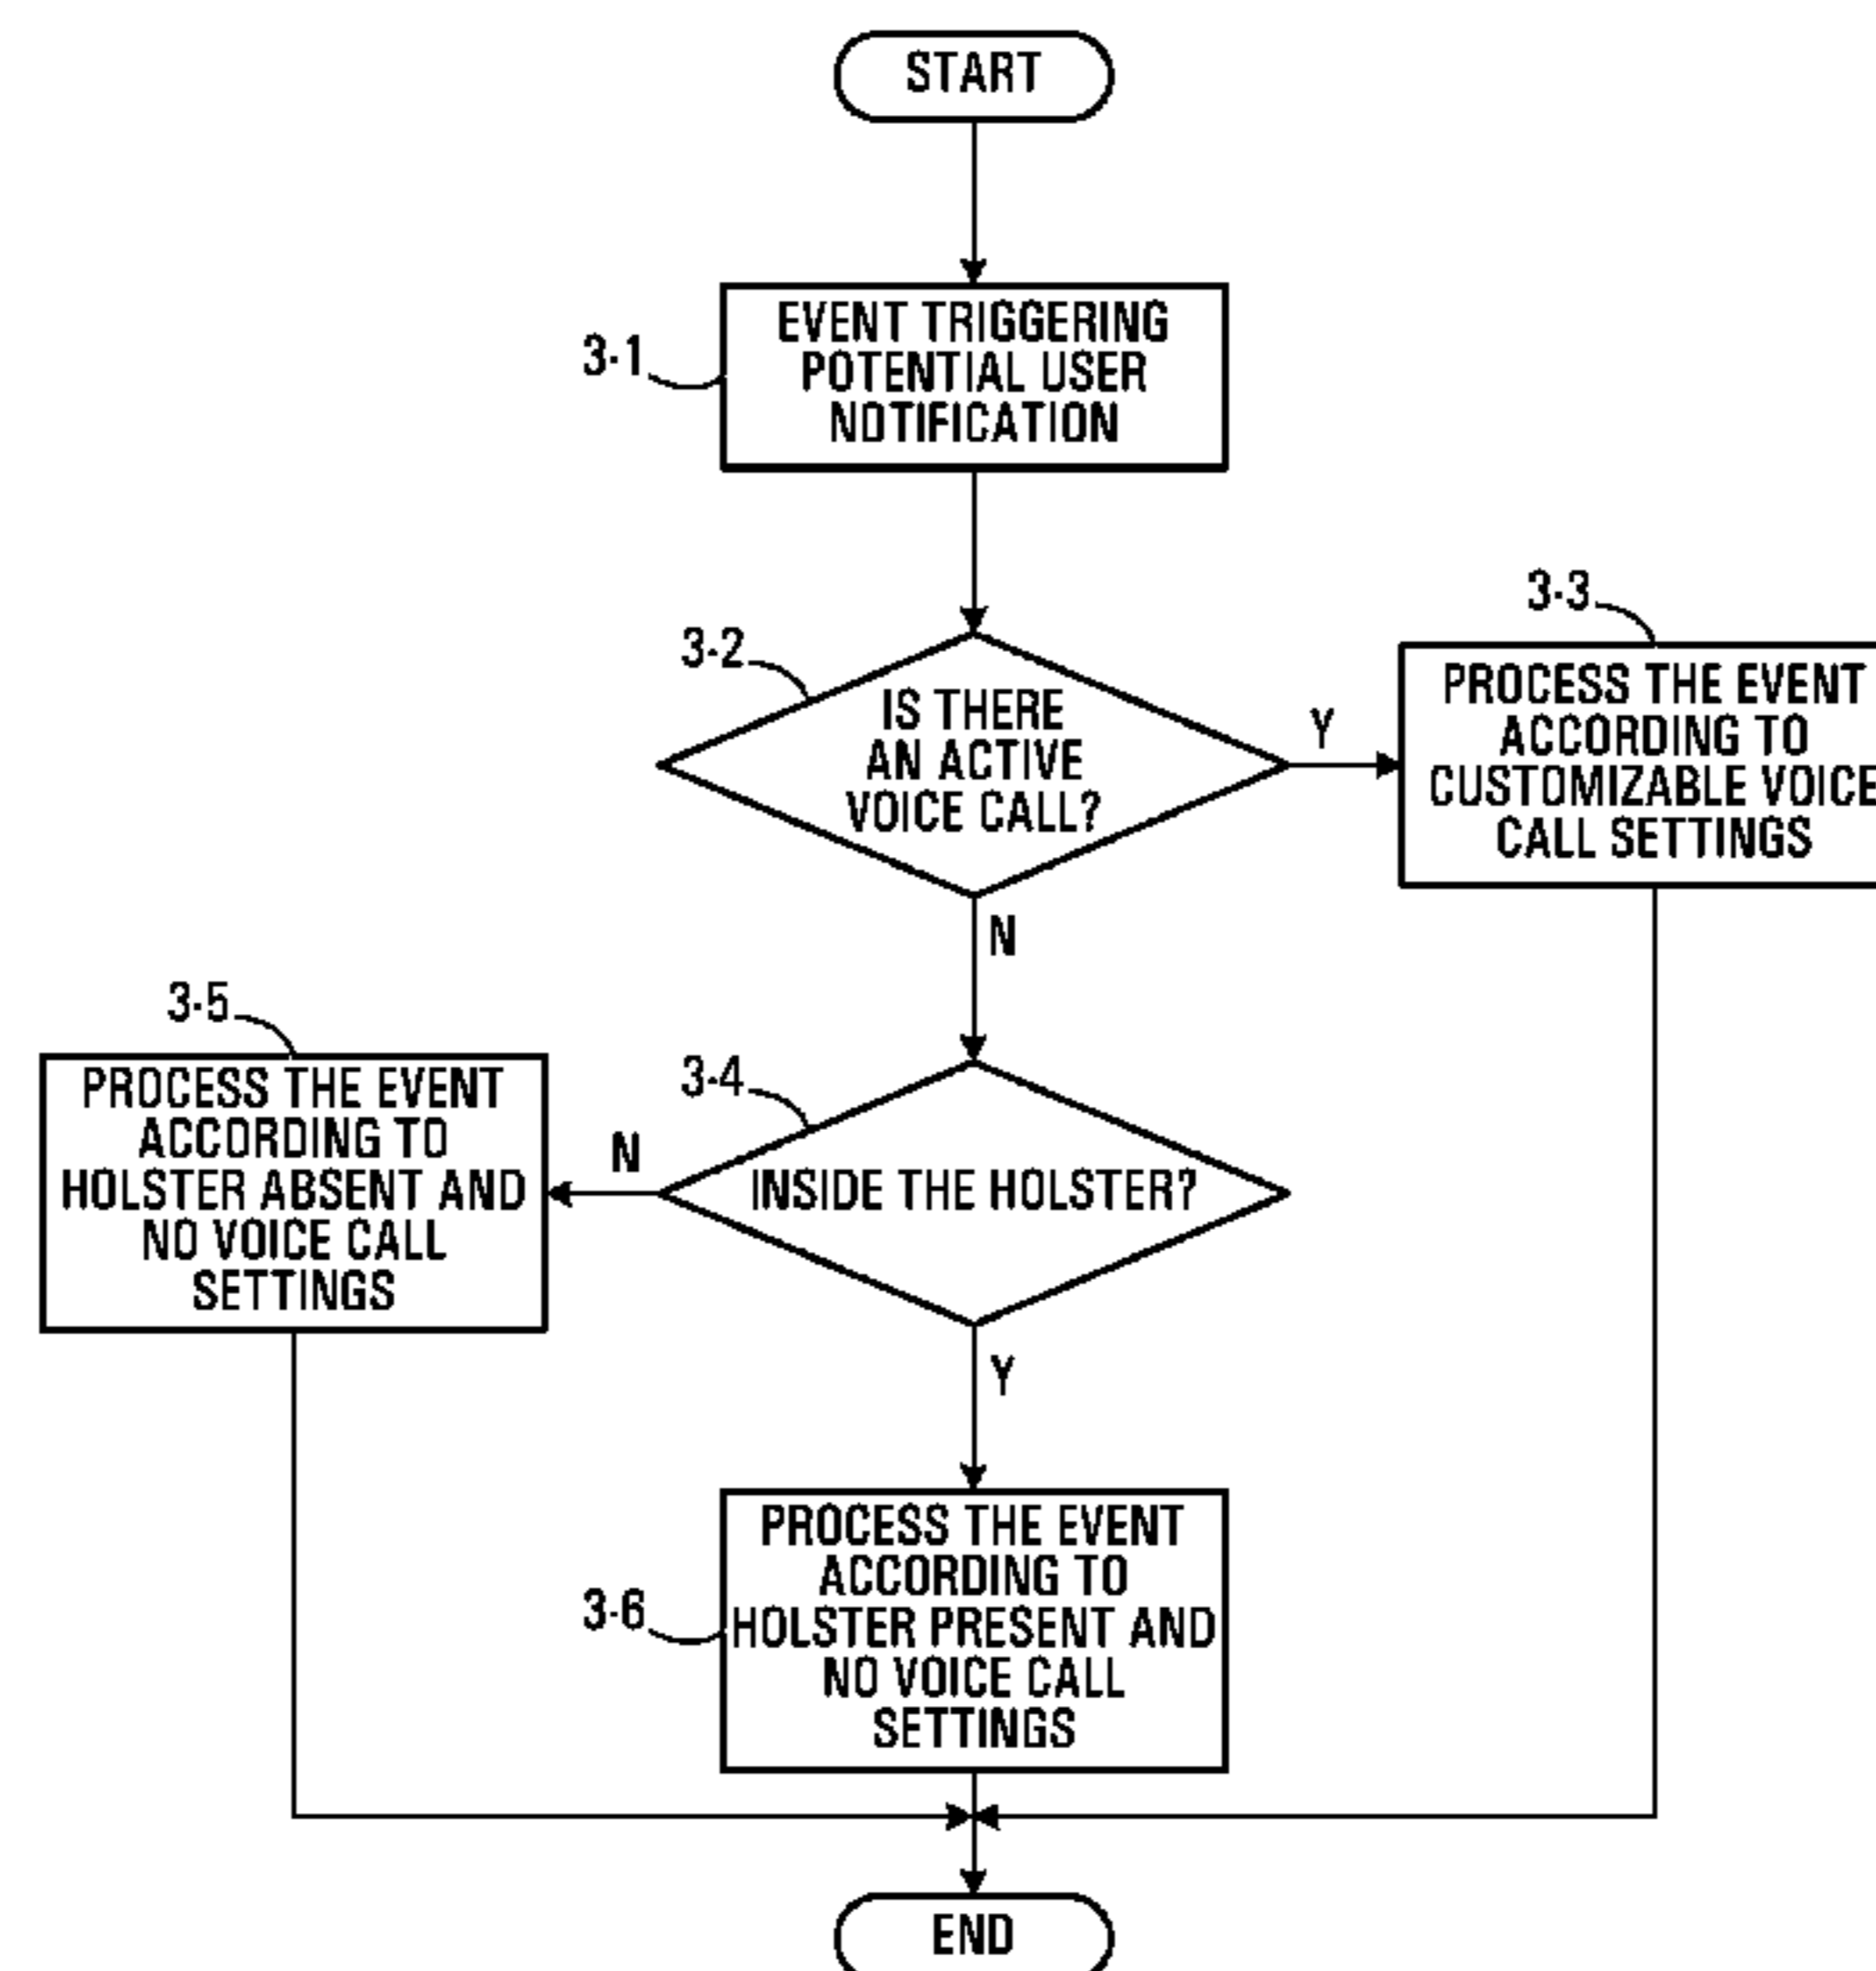 START
3-1
EVENT TRIGGERING
POTENTIAL USER
NOTIFICATION
3-2
IS THERE
AN ACTIVE
VOICE CALL?
Y
3-3
PROCESS THE EVENT
ACCORDING TO
CUSTOMIZABLE VOICE
CALL SETTINGS
N
3-4
INSIDE THE HOLSTER?
N
3-5
PROCESS THE EVENT
ACCORDING TO
HOLSTER ABSENT AND
NO VOICE CALL
SETTINGS
Y
3-6
PROCESS THE EVENT
ACCORDING TO
HOLSTER PRESENT AND
NO VOICE CALL
SETTINGS
END